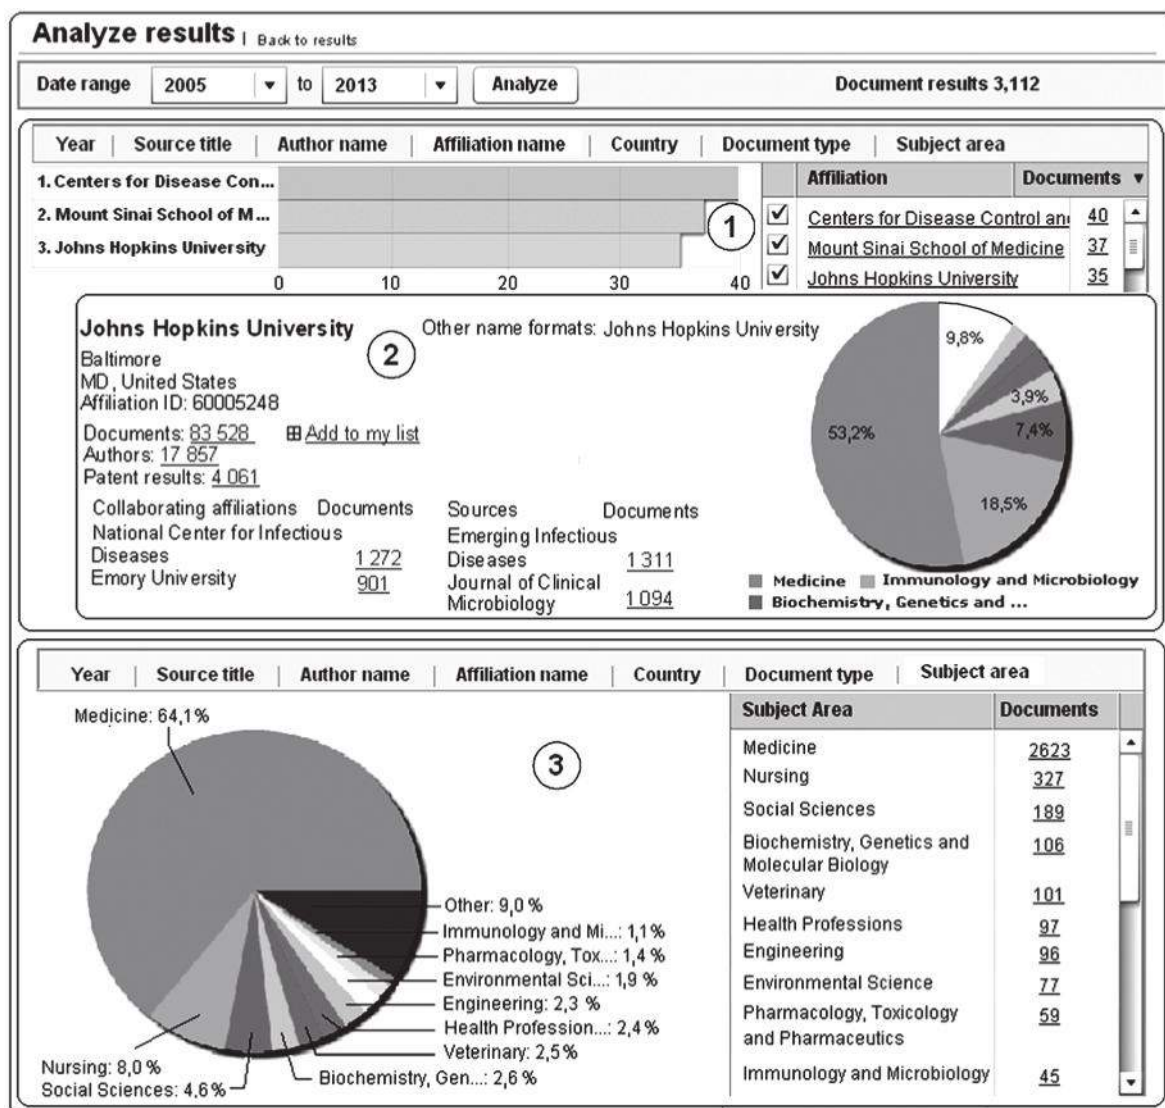 Analyze results | Back to results
Date range 2005 to 2013 Analyze Document results 3,112
Year | Source title | Author name | Affiliation name | Country | Document type | Subject area
1. Centers for Disease Con...
2. Mount Sinai School of M...
3. Johns Hopkins University
0 10 20 30 40
1
Affiliation Documents
Centers for Disease Control and 40
Mount Sinai School of Medicine 37
Johns Hopkins University 35
Johns Hopkins University
2
Other name formats: Johns Hopkins University
Baltimore
MD, United States
Affiliation ID: 60005248
Documents: 83 528 Add to my list
Authors: 17 857
Patent results: 4 061
Collaborating affiliations Documents
National Center for Infectious
Diseases 1 272
Emory University 901
Sources Documents
Emerging Infectious
Diseases 1 311
Journal of Clinical
Microbiology 1 094
9,8%
3,9%
7,4%
18,5%
53,2%
Medicine Immunology and Microbiology
Biochemistry, Genetics and ...
Year | Source title | Author name | Affiliation name | Country | Document type | Subject area
Medicine: 64,1%
3
Other: 9,0 %
Immunology and Mi...: 1,1%
Pharmacology, Tox...: 1,4%
Environmental Sci...: 1,9 %
Engineering: 2,3 %
Health Profession...: 2,4%
Veterinary: 2,5%
Biochemistry, Gen...: 2,6%
Nursing: 8,0 %
Social Sciences: 4,6%
Subject Area Documents
Medicine 2623
Nursing 327
Social Sciences 189
Biochemistry, Genetics and
Molecular Biology 106
Veterinary 101
Health Professions 97
Engineering 96
Environmental Science 77
Pharmacology, Toxicology
and Pharmaceutics 59
Immunology and Microbiology 45